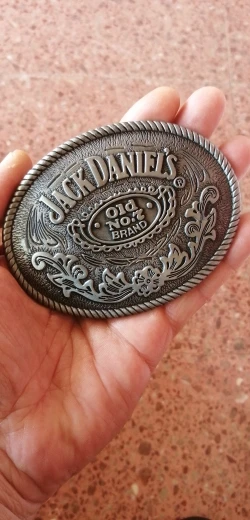 JACK DANIEL'S®
Old
No. 7
BRAND